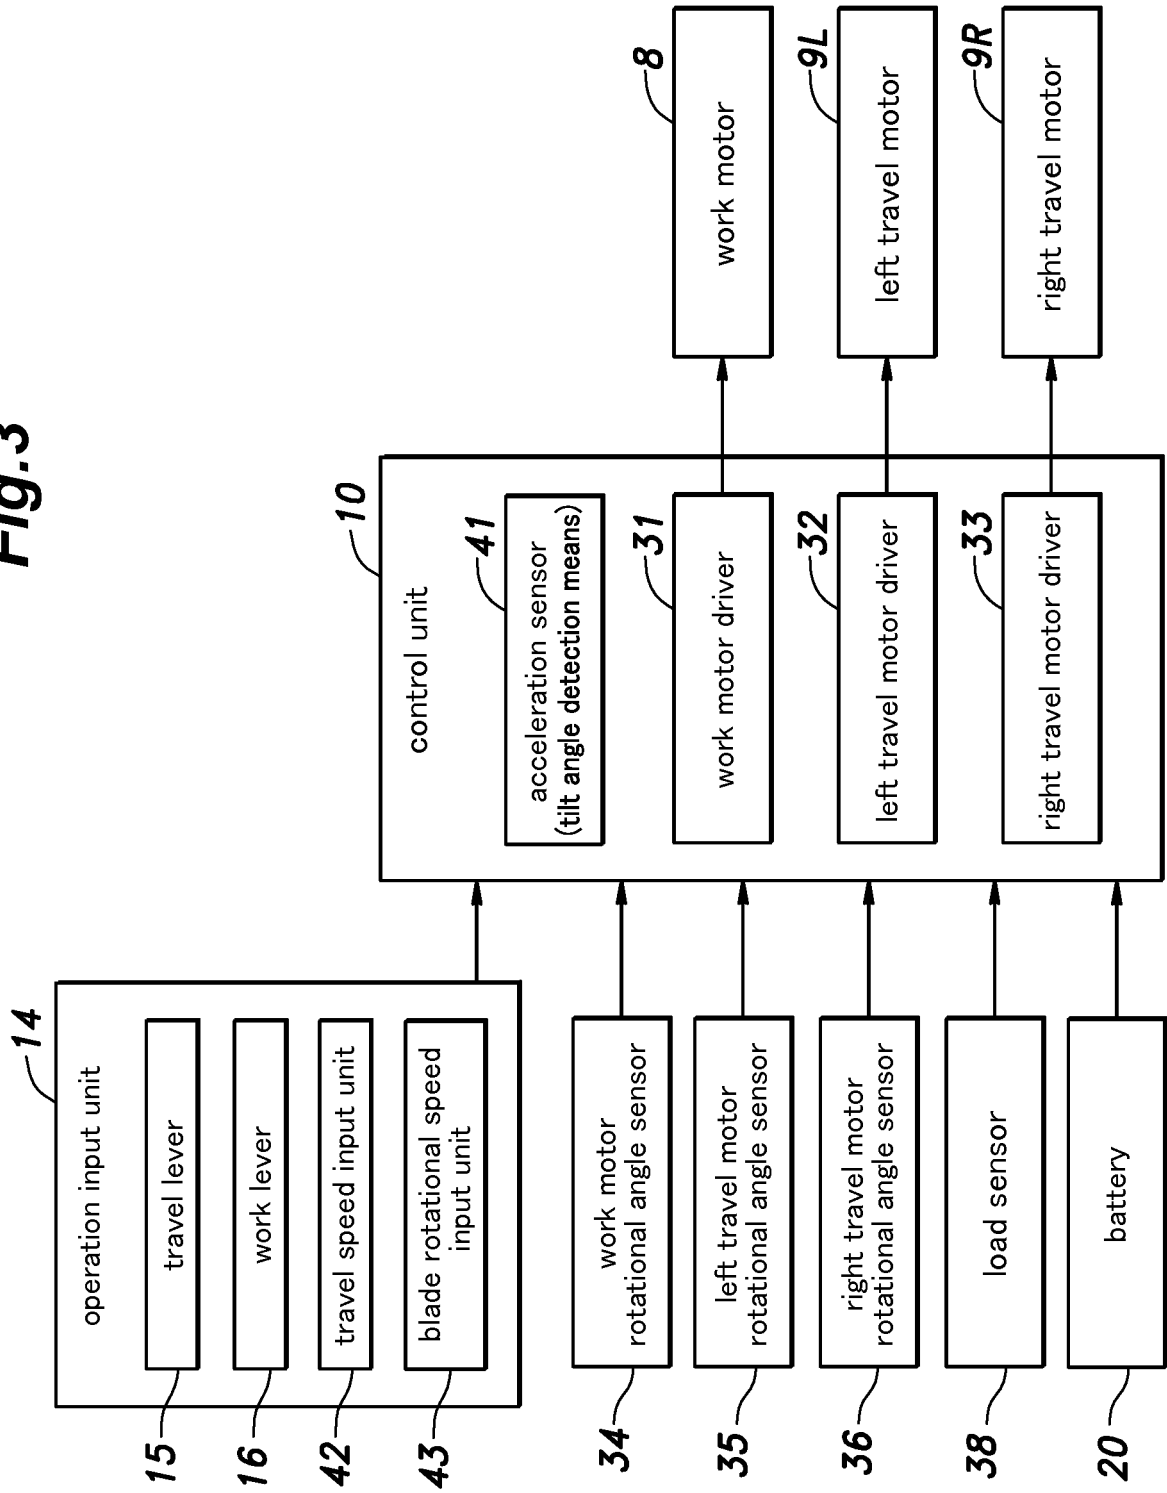 Fig.3
14
operation input unit
15
travel lever
16
work lever
42
travel speed input unit
43
blade rotational speed
input unit
34
work motor
rotational angle sensor
35
left travel motor
rotational angle sensor
36
right travel motor
rotational angle sensor
38
load sensor
20
battery
10
control unit
41
acceleration sensor
(tilt angle detection means)
31
work motor driver
32
left travel motor driver
33
right travel motor driver
8
work motor
9L
left travel motor
9R
right travel motor